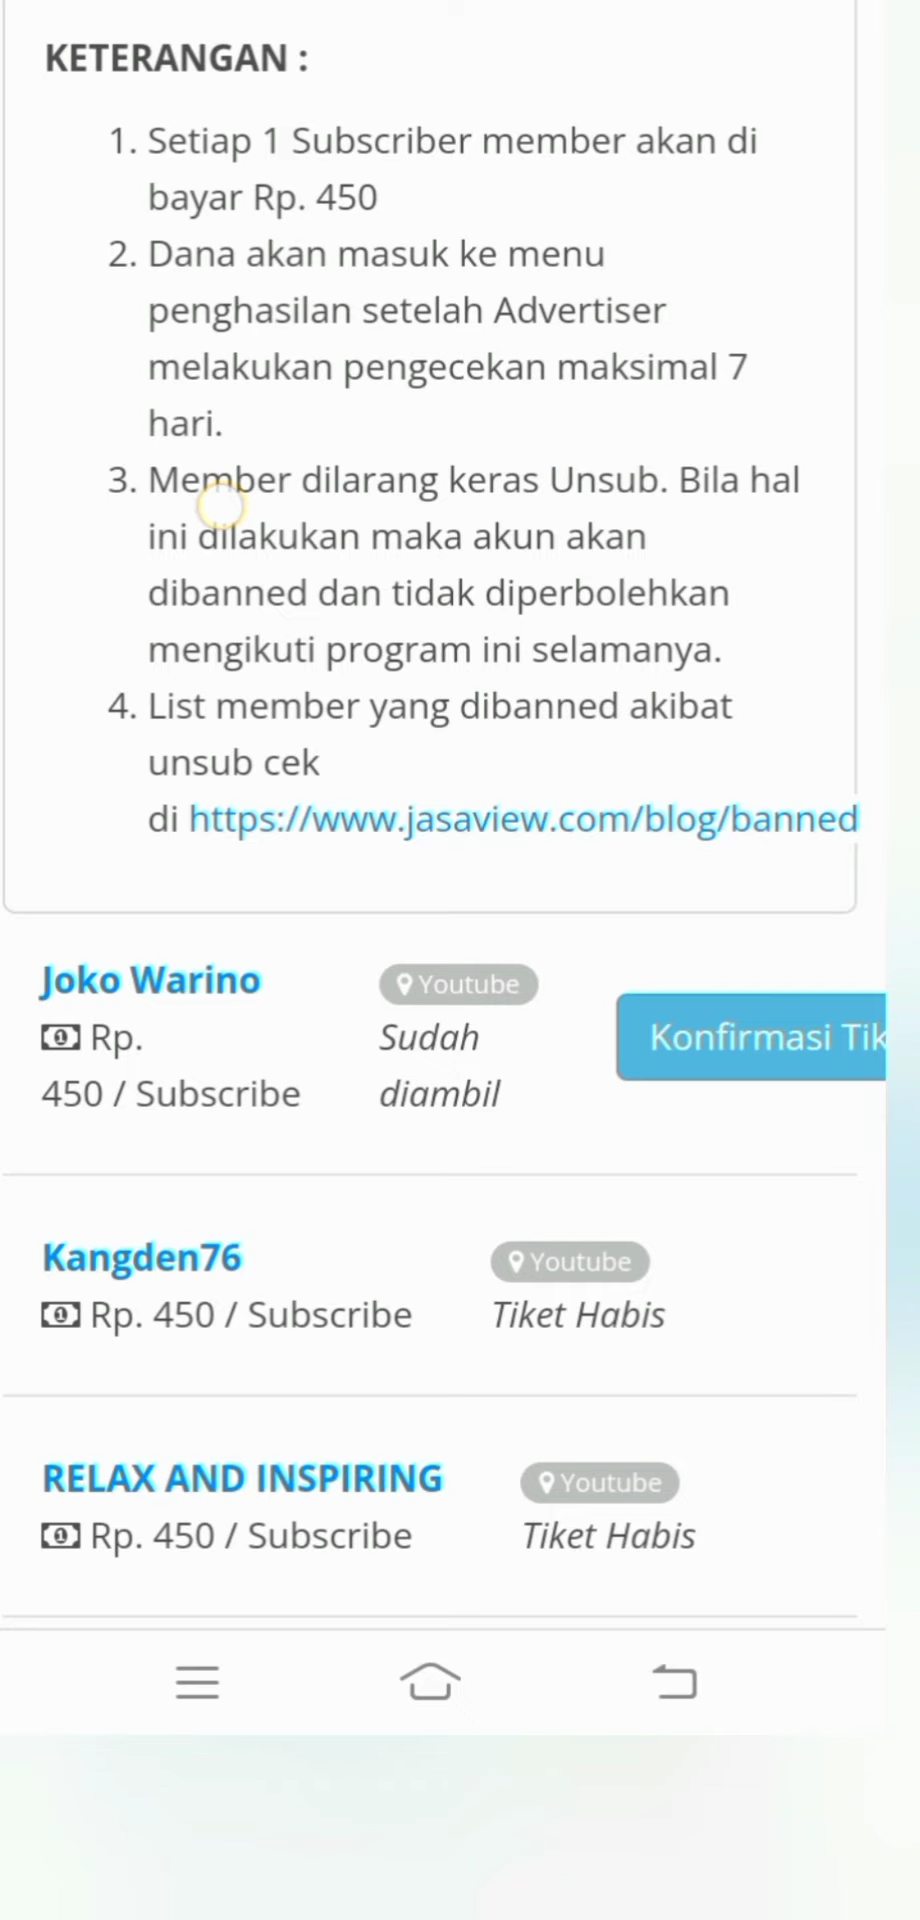 KETERANGAN :
1. Setiap 1 Subscriber member akan di
bayar Rp. 450
2. Dana akan masuk ke menu
penghasilan setelah Advertiser
melakukan pengecekan maksimal 7
hari.
3. Member dilarang keras Unsub. Bila hal
ini dilakukan maka akun akan
dibanned dan tidak diperbolehkan
mengikuti program ini selamanya.
4. List member yang dibanned akibat
unsub cek
di https://www.jasaview.com/blog/banned
Joko Warino
Rp.
450 / Subscribe
Youtube
Sudah
diambil
Konfirmasi Tik
Kangden76
Rp. 450 / Subscribe
Youtube
Tiket Habis
RELAX AND INSPIRING
Rp. 450 / Subscribe
Youtube
Tiket Habis